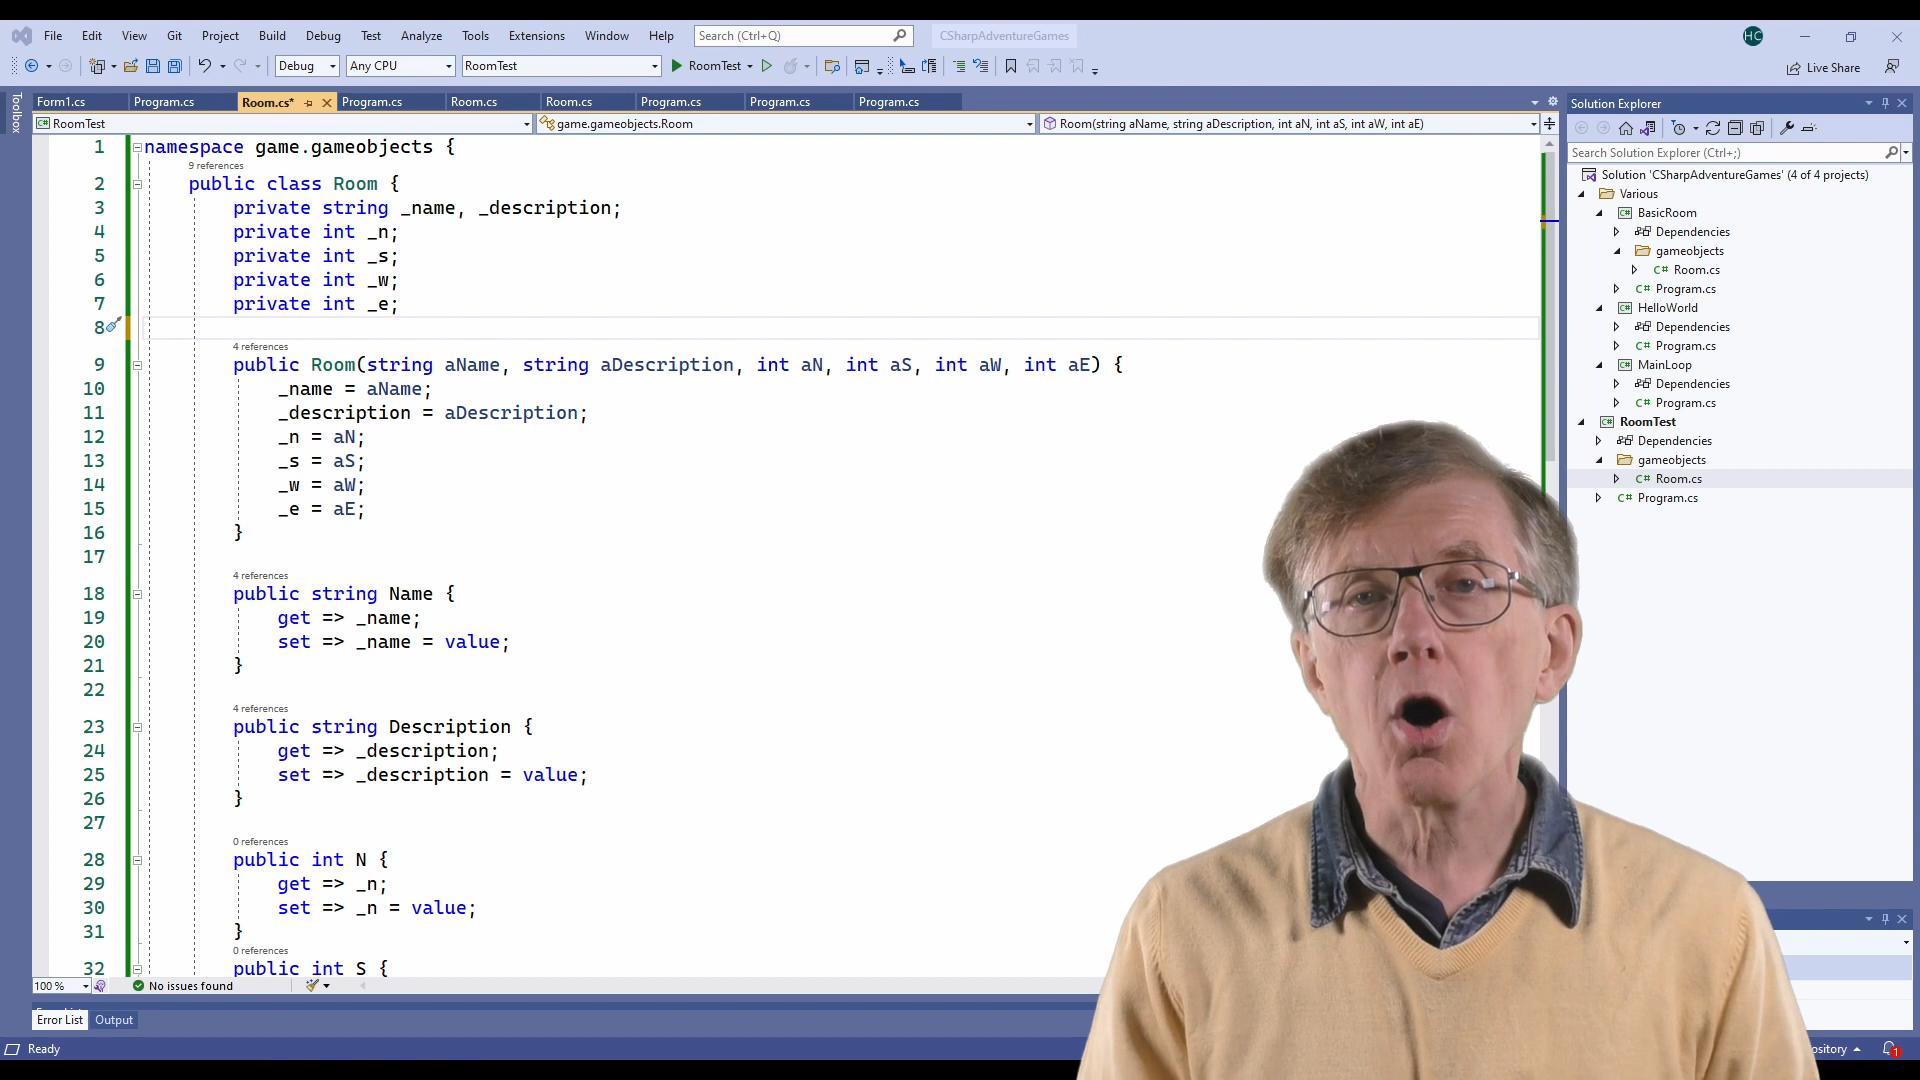 File Edit View Git Project Build Debug Test Analyze Tools Extensions Window Help Search (Ctrl+Q) CSharpAdventureGames HC
Debug Any CPU RoomTest RoomTest Live Share
Toolbox
Form1.cs Program.cs Room.cs* Program.cs Room.cs Room.cs Program.cs Program.cs Program.cs
RoomTest game.gameobjects.Room Room(string aName, string aDescription, int aN, int aS, int aW, int aE)
1 namespace game.gameobjects {
9 references
2 public class Room {
3 private string _name, _description;
4 private int _n;
5 private int _s;
6 private int _w;
7 private int _e;
8
4 references
9 public Room(string aName, string aDescription, int aN, int aS, int aW, int aE) {
10 _name = aName;
11 _description = aDescription;
12 _n = aN;
13 _s = aS;
14 _w = aW;
15 _e = aE;
16 }
17
4 references
18 public string Name {
19 get => _name;
20 set => _name = value;
21 }
22
4 references
23 public string Description {
24 get => _description;
25 set => _description = value;
26 }
27
0 references
28 public int N {
29 get => _n;
30 set => _n = value;
31 }
0 references
32 public int S {
100 % No issues found
Error List Output
Ready
Solution Explorer
Search Solution Explorer (Ctrl+;)
Solution 'CSharpAdventureGames' (4 of 4 projects)
Various
C# BasicRoom
Dependencies
gameobjects
C# Room.cs
C# Program.cs
C# HelloWorld
Dependencies
C# Program.cs
C# MainLoop
Dependencies
C# Program.cs
C# RoomTest
Dependencies
gameobjects
C# Room.cs
C# Program.cs
ository 1